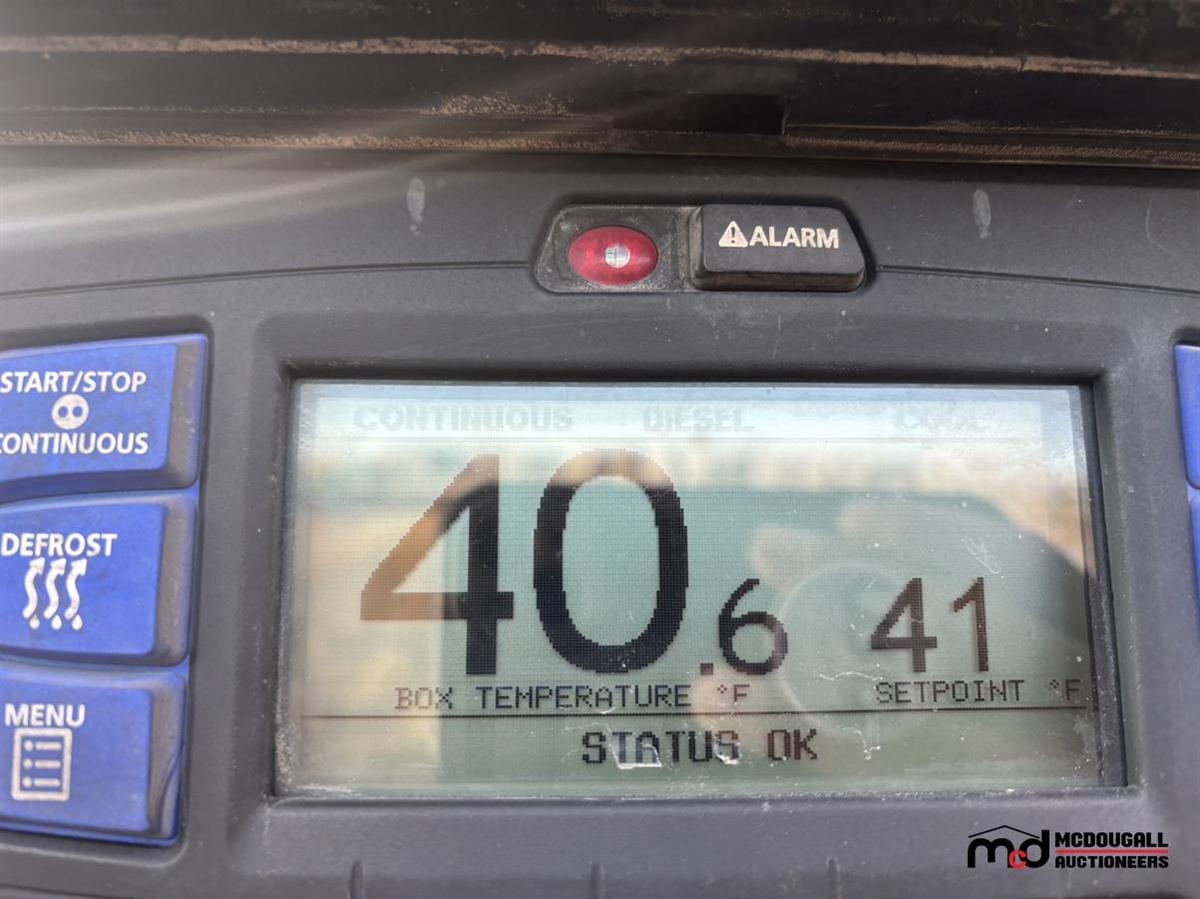 ALARM
START/STOP
CONTINUOUS
DEFROST
MENU
CONTINUOUS DIESEL COOL
40.6 41
BOX TEMPERATURE °F SETPOINT °F
STATUS OK
mcd MCDOUGALL
AUCTIONEERS